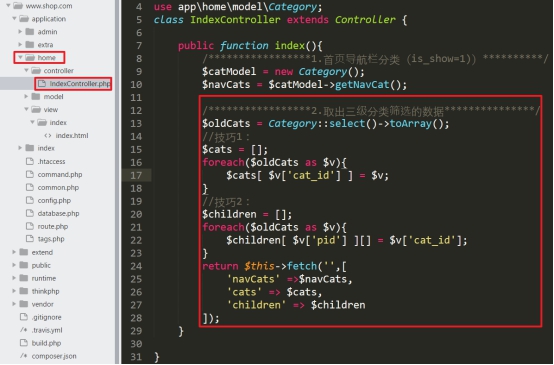 www.shop.com
application
admin
extra
home
controller
IndexController.php
model
view
index
index.html
index
.htaccess
command.php
common.php
config.php
database.php
route.php
tags.php
extend
public
runtime
thinkphp
vendor
.gitignore
.travis.yml
build.php
composer.json
4 use app\home\model\Category;
5 class IndexController extends Controller {
6
7 public function index(){
8 /*****************1.首页导航栏分类（is_show=1)) **********/
9 $catModel = new Category();
10 $navCats = $catModel->getNavCat();
11
12 /*****************2.取出三级分类筛选的数据***************/
13 $oldCats = Category::select()->toArray();
14 //技巧1：
15 $cats = [];
16 foreach($oldCats as $v){
17 $cats[ $v['cat_id'] ] = $v;
18 }
19 //技巧2：
20 $children = [];
21 foreach($oldCats as $v){
22 $children[ $v['pid'] ][] = $v['cat_id'];
23 }
24 return $this->fetch('',[
25 'navCats' =>$navCats,
26 'cats' => $cats,
27 'children' => $children
28 ]);
29 }
30
31 }